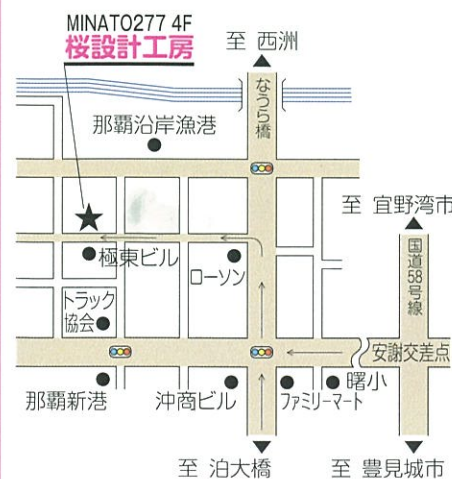 MINATO277 4F
桜設計工房
至 西洲
なうら橋
那覇沿岸漁港
至 宜野湾市
国道58号線
極東ビル
ローソン
トラック
協会
安謝交差点
曙小
那覇新港
沖商ビル
ファミリーマート
至 泊大橋
至 豊見城市